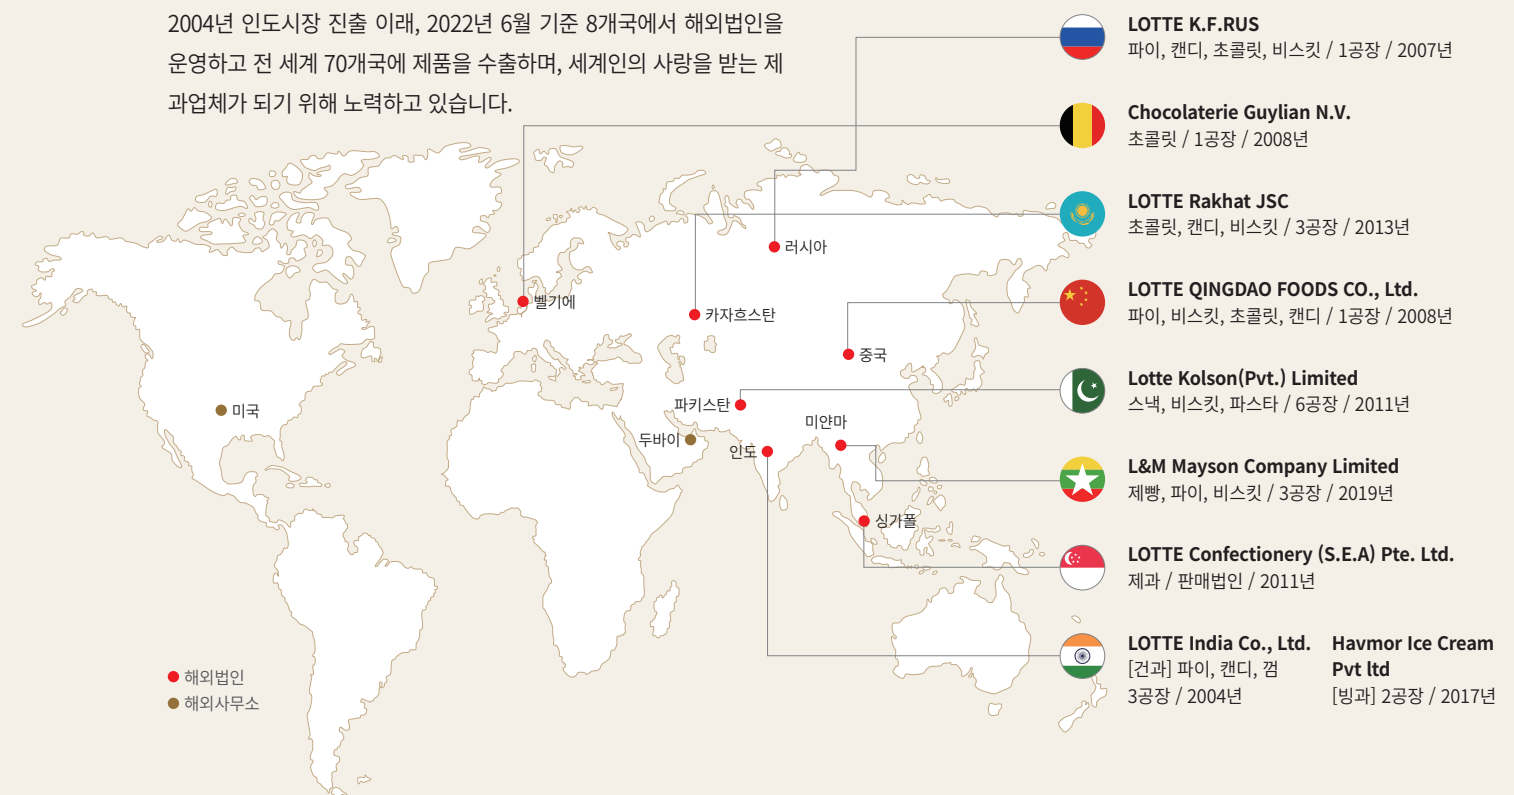 2004년 인도시장 진출 이래, 2022년 6월 기준 8개국에서 해외법인을
운영하고 전 세계 70개국에 제품을 수출하며, 세계인의 사랑을 받는 제
과업체가 되기 위해 노력하고 있습니다.
LOTTE K.F.RUS
파이, 캔디, 초콜릿, 비스킷 / 1공장 / 2007년
Chocolaterie Guylian N.V.
초콜릿 / 1공장 / 2008년
LOTTE Rakhat JSC
초콜릿, 캔디, 비스킷 / 3공장 / 2013년
LOTTE QINGDAO FOODS CO., Ltd.
파이, 비스킷, 초콜릿, 캔디 / 1공장 / 2008년
Lotte Kolson(Pvt.) Limited
스낵, 비스킷, 파스타 / 6공장 / 2011년
L&M Mayson Company Limited
제빵, 파이, 비스킷 / 3공장 / 2019년
LOTTE Confectionery (S.E.A) Pte. Ltd.
제과 / 판매법인 / 2011년
LOTTE India Co., Ltd.
[건과] 파이, 캔디, 껌
3공장 / 2004년
Havmor Ice Cream
Pvt ltd
[빙과] 2공장 / 2017년
러시아
벨기에
카자흐스탄
중국
미국
파키스탄
미얀마
두바이
인도
싱가폴
해외법인
해외사무소